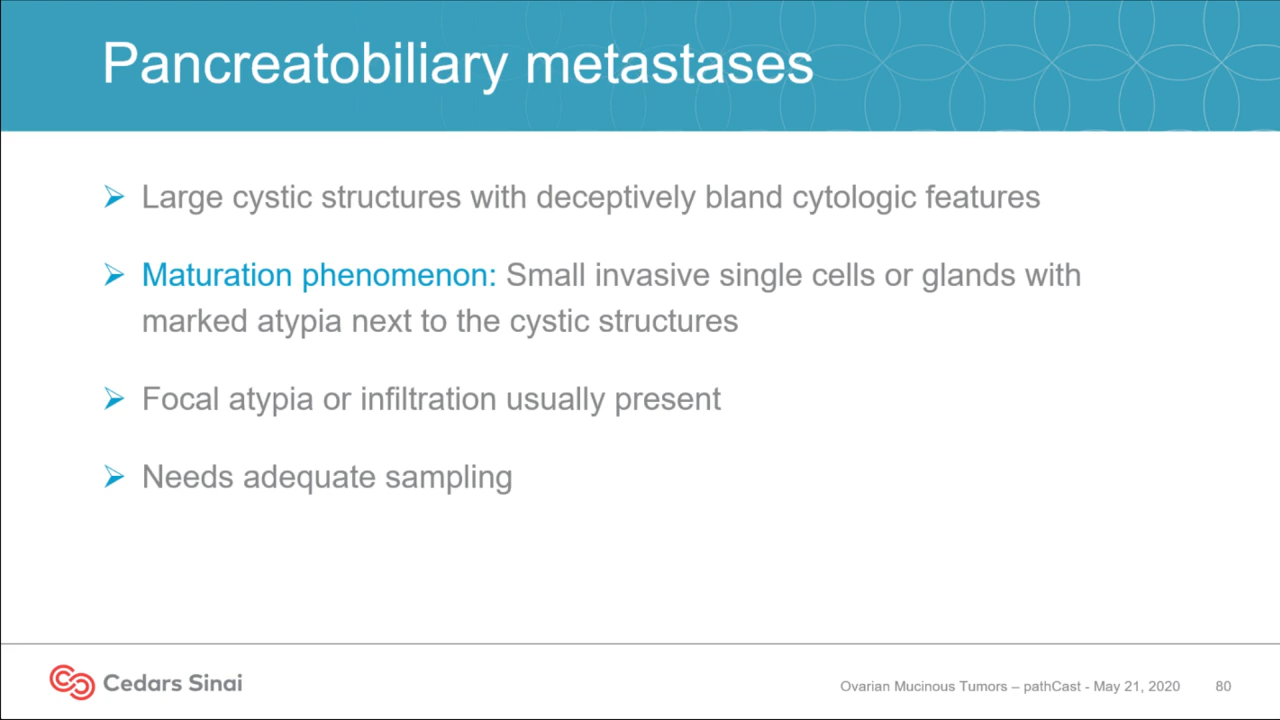 Pancreatobiliary metastases
Large cystic structures with deceptively bland cytologic features
Maturation phenomenon: Small invasive single cells or glands with
marked atypia next to the cystic structures
Focal atypia or infiltration usually present
Needs adequate sampling
Cedars Sinai
Ovarian Mucinous Tumors – pathCast - May 21, 2020 80